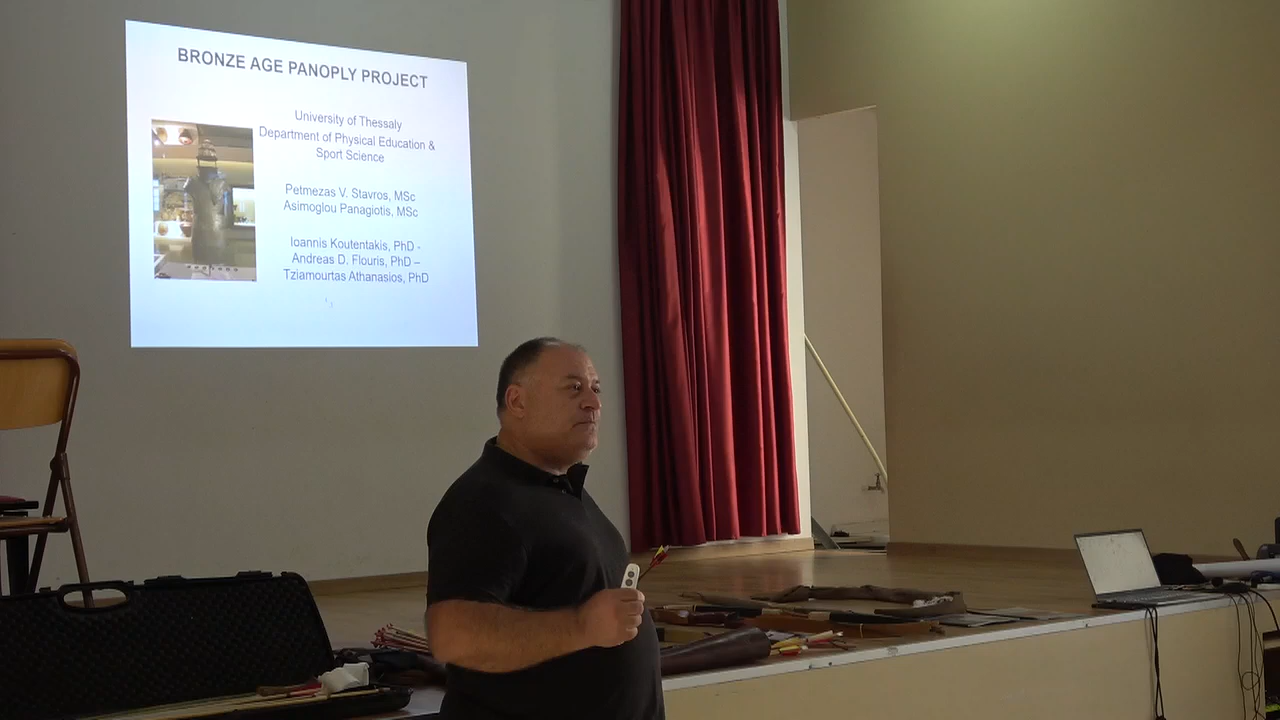 BRONZE AGE PANOPLY PROJECT
University of Thessaly
Department of Physical Education &
Sport Science
Petmezas V. Stavros, MSc
Asimoglou Panagiotis, MSc
Ioannis Koutentakis, PhD -
Andreas D. Flouris, PhD –
Tziamourtas Athanasios, PhD